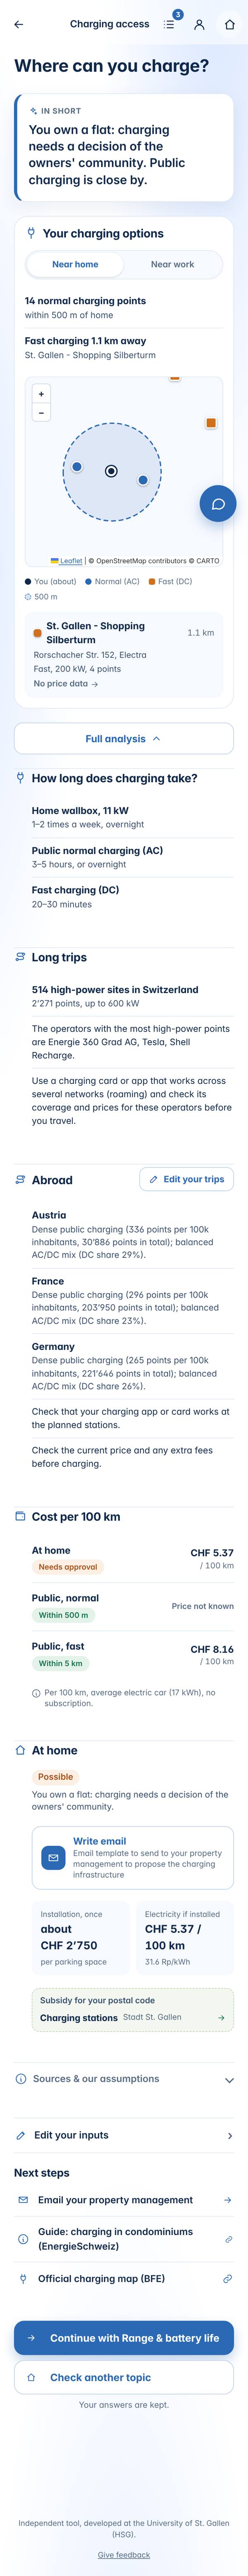 Charging access
3
Where can you charge?
IN SHORT
You own a flat: charging
needs a decision of the
owners' community. Public
charging is close by.
Your charging options
Near home
Near work
14 normal charging points
within 500 m of home
Fast charging 1.1 km away
St. Gallen - Shopping Silberturm
+
−
Leaflet | © OpenStreetMap contributors © CARTO
You (about)
Normal (AC)
Fast (DC)
500 m
St. Gallen - Shopping
Silberturm
1.1 km
Rorschacher Str. 152, Electra
Fast, 200 kW, 4 points
No price data →
Full analysis
How long does charging take?
Home wallbox, 11 kW
1–2 times a week, overnight
Public normal charging (AC)
3–5 hours, or overnight
Fast charging (DC)
20–30 minutes
Long trips
514 high-power sites in Switzerland
2’271 points, up to 600 kW
The operators with the most high-power points
are Energie 360 Grad AG, Tesla, Shell
Recharge.
Use a charging card or app that works across
several networks (roaming) and check its
coverage and prices for these operators before
you travel.
Abroad
Edit your trips
Austria
Dense public charging (336 points per 100k
inhabitants, 30’886 points in total); balanced
AC/DC mix (DC share 29%).
France
Dense public charging (296 points per 100k
inhabitants, 203’950 points in total); balanced
AC/DC mix (DC share 23%).
Germany
Dense public charging (265 points per 100k
inhabitants, 221’646 points in total); balanced
AC/DC mix (DC share 26%).
Check that your charging app or card works at
the planned stations.
Check the current price and any extra fees
before charging.
Cost per 100 km
At home
Needs approval
CHF 5.37
/ 100 km
Public, normal
Within 500 m
Price not known
Public, fast
Within 5 km
CHF 8.16
/ 100 km
Per 100 km, average electric car (17 kWh), no
subscription.
At home
Possible
You own a flat: charging needs a decision of the
owners' community.
Write email
Email template to send to your property
management to propose the charging
infrastructure
Installation, once
about
CHF 2’750
per parking space
Electricity if installed
CHF 5.37 /
100 km
31.6 Rp/kWh
Subsidy for your postal code
Charging stations Stadt St. Gallen →
Sources & our assumptions
Edit your inputs
Next steps
Email your property management →
Guide: charging in condominiums
(EnergieSchweiz)
Official charging map (BFE)
→ Continue with Range & battery life
Check another topic
Your answers are kept.
Independent tool, developed at the University of St. Gallen
(HSG).
Give feedback